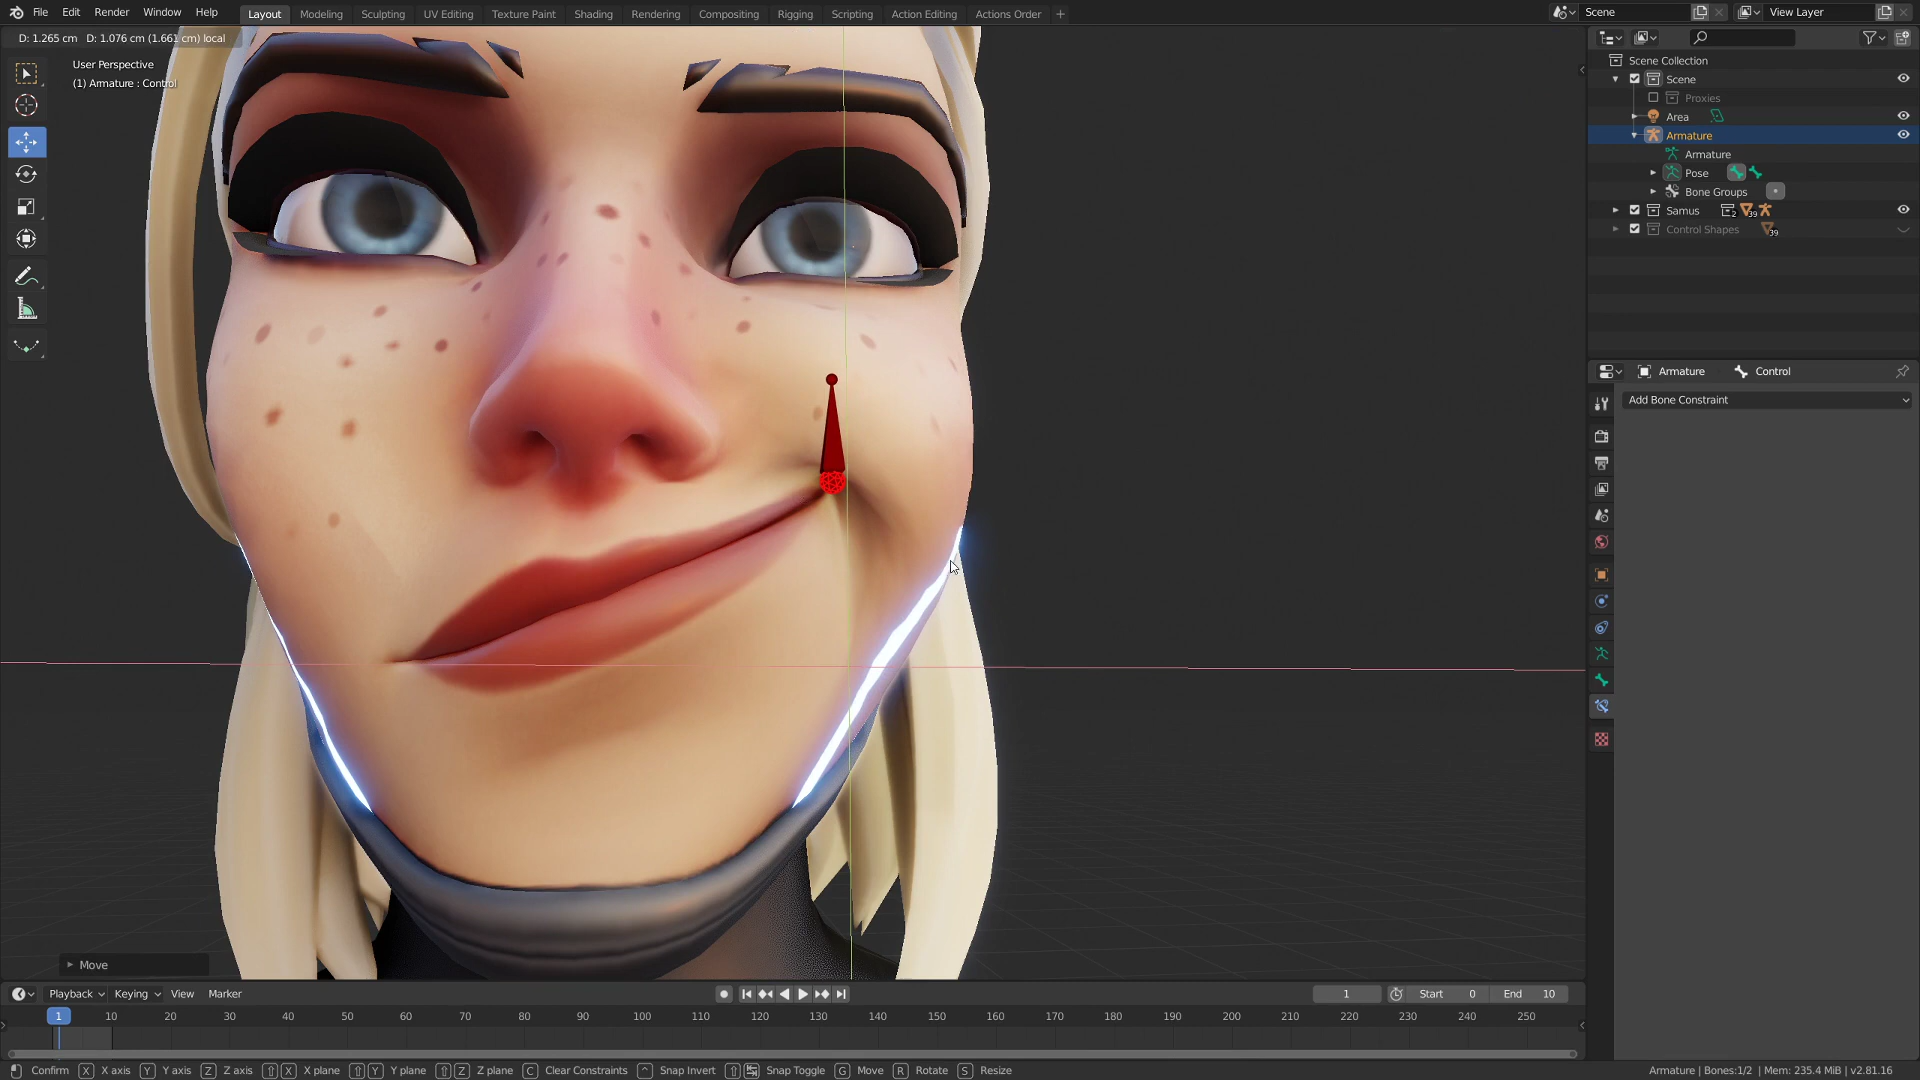 File Edit Render Window Help Layout Modeling Sculpting UV Editing Texture Paint Shading Rendering Compositing Rigging Scripting Action Editing Actions Order + Scene View Layer
D: 1.265 cm D: 1.076 cm (1.661 cm) local
User Perspective
(1) Armature : Control
Scene Collection
Scene
Proxies
Area
Armature
Armature
Pose
Bone Groups
Samus 2 39
Control Shapes 39
Armature Control
Add Bone Constraint
Move
Playback Keying View Marker 1 Start 0 End 10
1 10 20 30 40 50 60 70 80 90 100 110 120 130 140 150 160 170 180 190 200 210 220 230 240 250
Confirm X X axis Y Y axis Z Z axis X X plane Y Y plane Z Z plane C Clear Constraints Snap Invert Snap Toggle G Move R Rotate S Resize Armature | Bones:1/2 | Mem: 235.4 MiB | v2.81.16